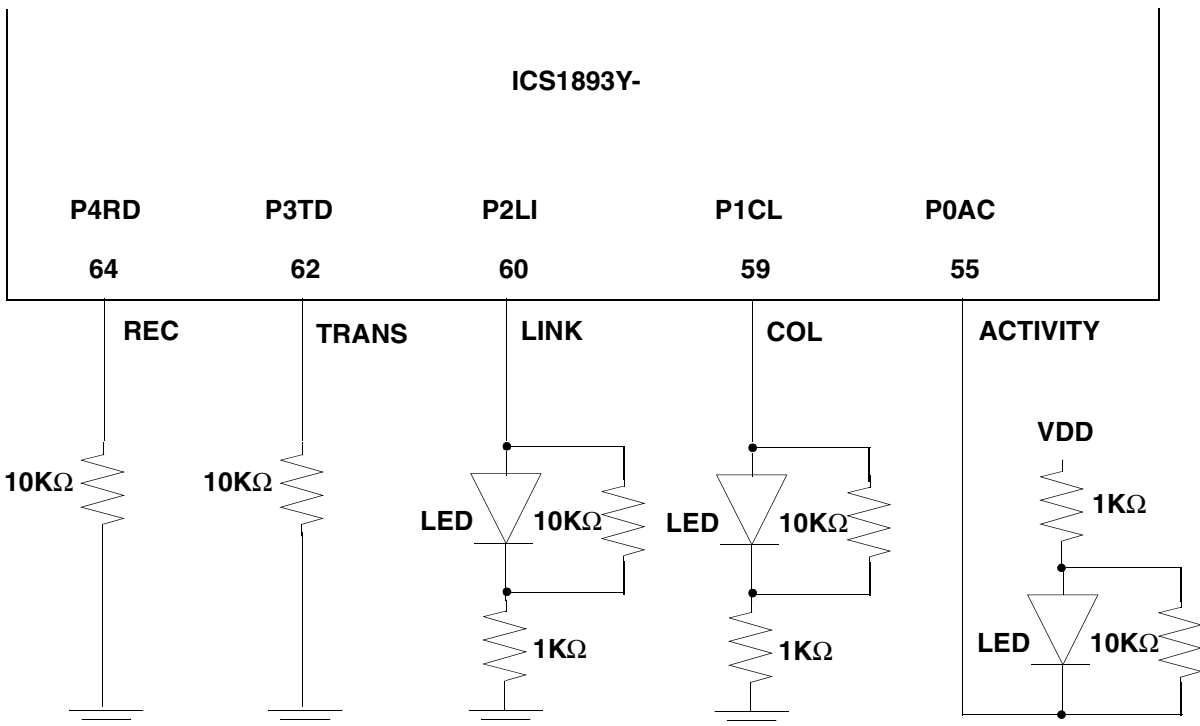 ICS1893Y-
P4RD P3TD P2LI P1CL P0AC
64 62 60 59 55
REC TRANS LINK COL ACTIVITY
VDD
10KΩ 10KΩ 1KΩ
LED 10KΩ LED 10KΩ
1KΩ 1KΩ LED 10KΩ